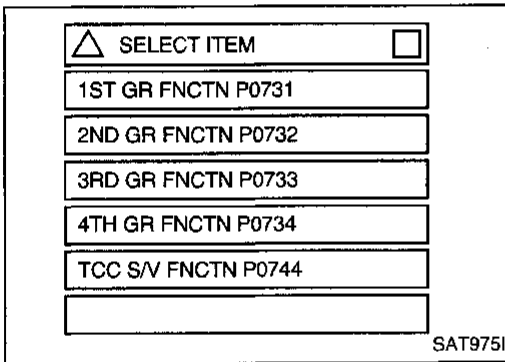 △ SELECT ITEM □
1ST GR FNCTN P0731
2ND GR FNCTN P0732
3RD GR FNCTN P0733
4TH GR FNCTN P0734
TCC S/V FNCTN P0744
SAT975I